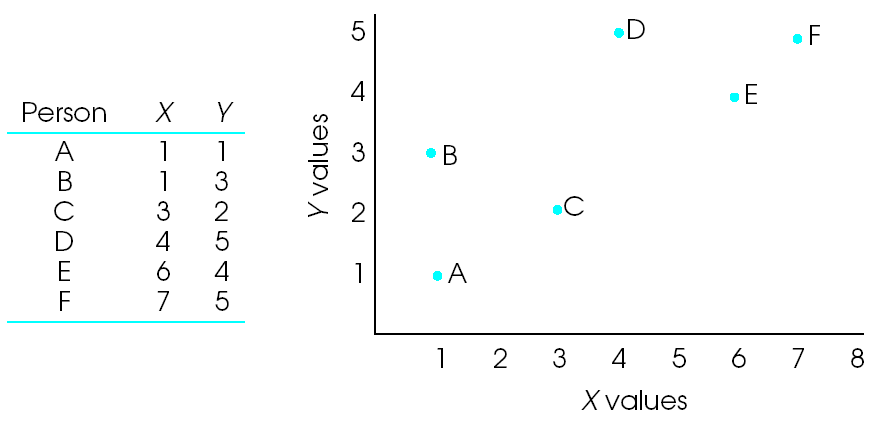 Person X Y
A 1 1
B 1 3
C 3 2
D 4 5
E 6 4
F 7 5
Y values
5
4
3
2
1
D
F
E
B
C
A
1 2 3 4 5 6 7 8
X values